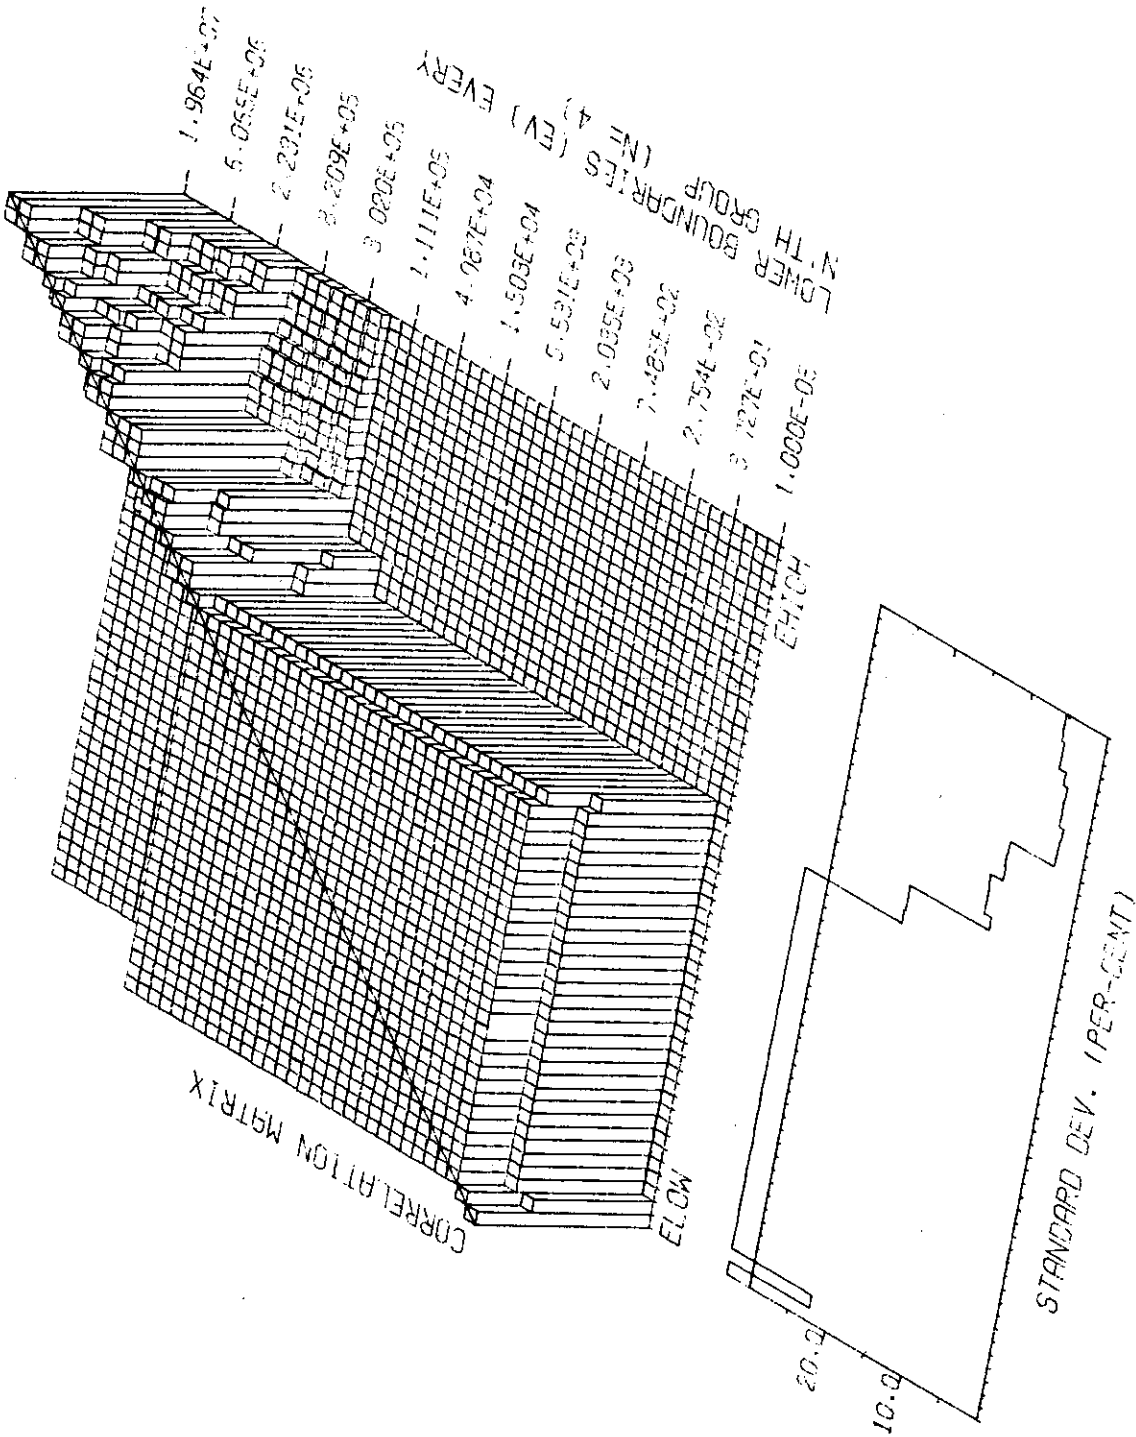 CORRELATION MATRIX
1.964E+07
6.065E+06
2.231E+06
8.209E+05
3.020E+05
1.111E+05
4.087E+04
1.503E+04
5.531E+03
2.035E+03
7.485E+02
2.754E+02
3.727E+01
1.000E-05
LOWER BOUNDARIES (EV) EVERY
N'TH GROUP (N= 4)
EHIGH
ELOW
20.0
10.0
STANDARD DEV. (PER-CENT)